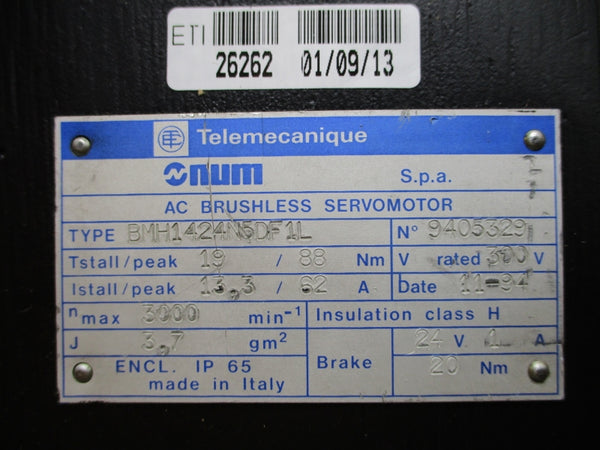 ETI
26262 01/09/13
Telemecanique
num S.p.a.
AC BRUSHLESS SERVOMOTOR
TYPE BMH1424N5DF1L N° 9405329
Tstall/peak 19 / 88 Nm V rated 300 V
Istall/peak 13,3 / 62 A Date 11-94
n max 3000 min⁻¹ Insulation class H
J 3,7 gm² Brake 24 V 1 A
20 Nm
ENCL. IP 65
made in Italy